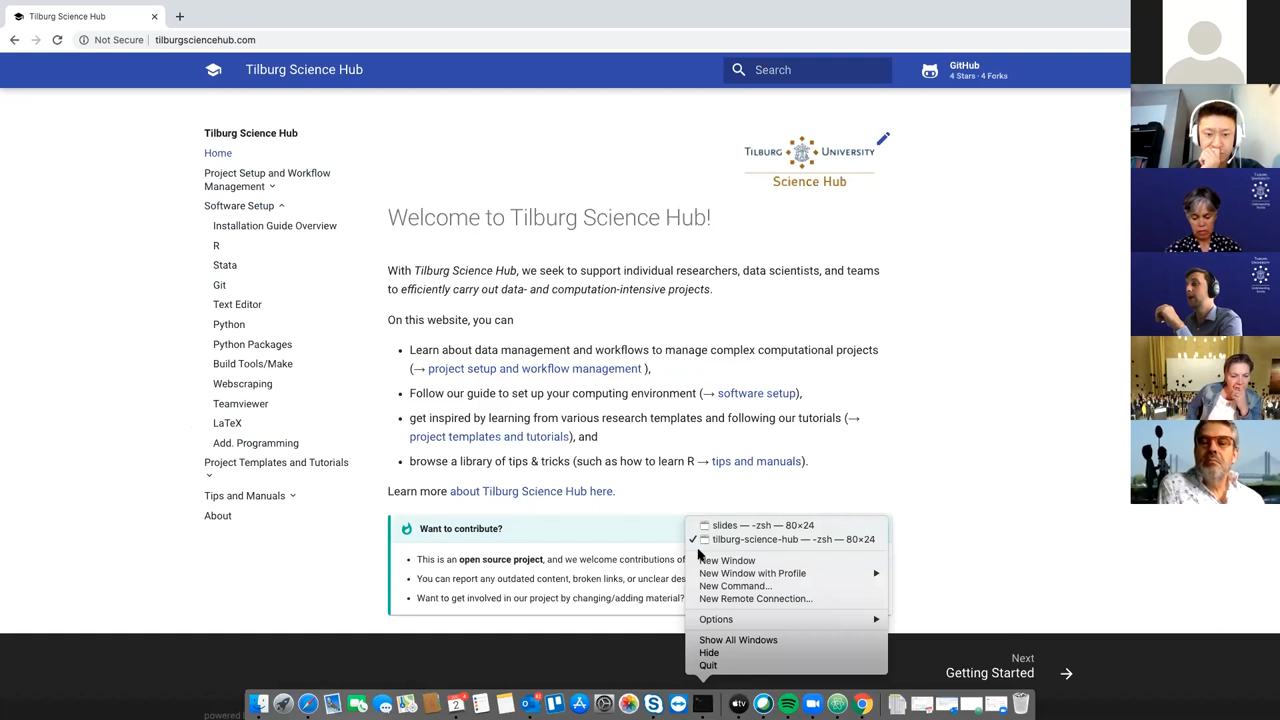 Tilburg Science Hub
Not Secure
tilburgsciencehub.com
Tilburg Science Hub
Search
GitHub
4 Stars · 4 Forks
Tilburg Science Hub
Home
Project Setup and Workflow
Management
Software Setup
Installation Guide Overview
R
Stata
Git
Text Editor
Python
Python Packages
Build Tools/Make
Webscraping
Teamviewer
LaTeX
Add. Programming
Project Templates and Tutorials
Tips and Manuals
About
TILBURG UNIVERSITY
Science Hub
Welcome to Tilburg Science Hub!
With Tilburg Science Hub, we seek to support individual researchers, data scientists, and teams
to efficiently carry out data- and computation-intensive projects.
On this website, you can
• Learn about data management and workflows to manage complex computational projects
(→ project setup and workflow management ),
• Follow our guide to set up your computing environment (→ software setup),
• get inspired by learning from various research templates and following our tutorials (→
project templates and tutorials), and
• browse a library of tips & tricks (such as how to learn R → tips and manuals).
Learn more about Tilburg Science Hub here.
Want to contribute?
• This is an open source project, and we welcome contributions of
• You can report any outdated content, broken links, or unclear des
• Want to get involved in our project by changing/adding material?
slides — -zsh — 80×24
✓ tilburg-science-hub — -zsh — 80×24
New Window
New Window with Profile
New Command...
New Remote Connection...
Options
Show All Windows
Hide
Quit
Next
Getting Started
powered